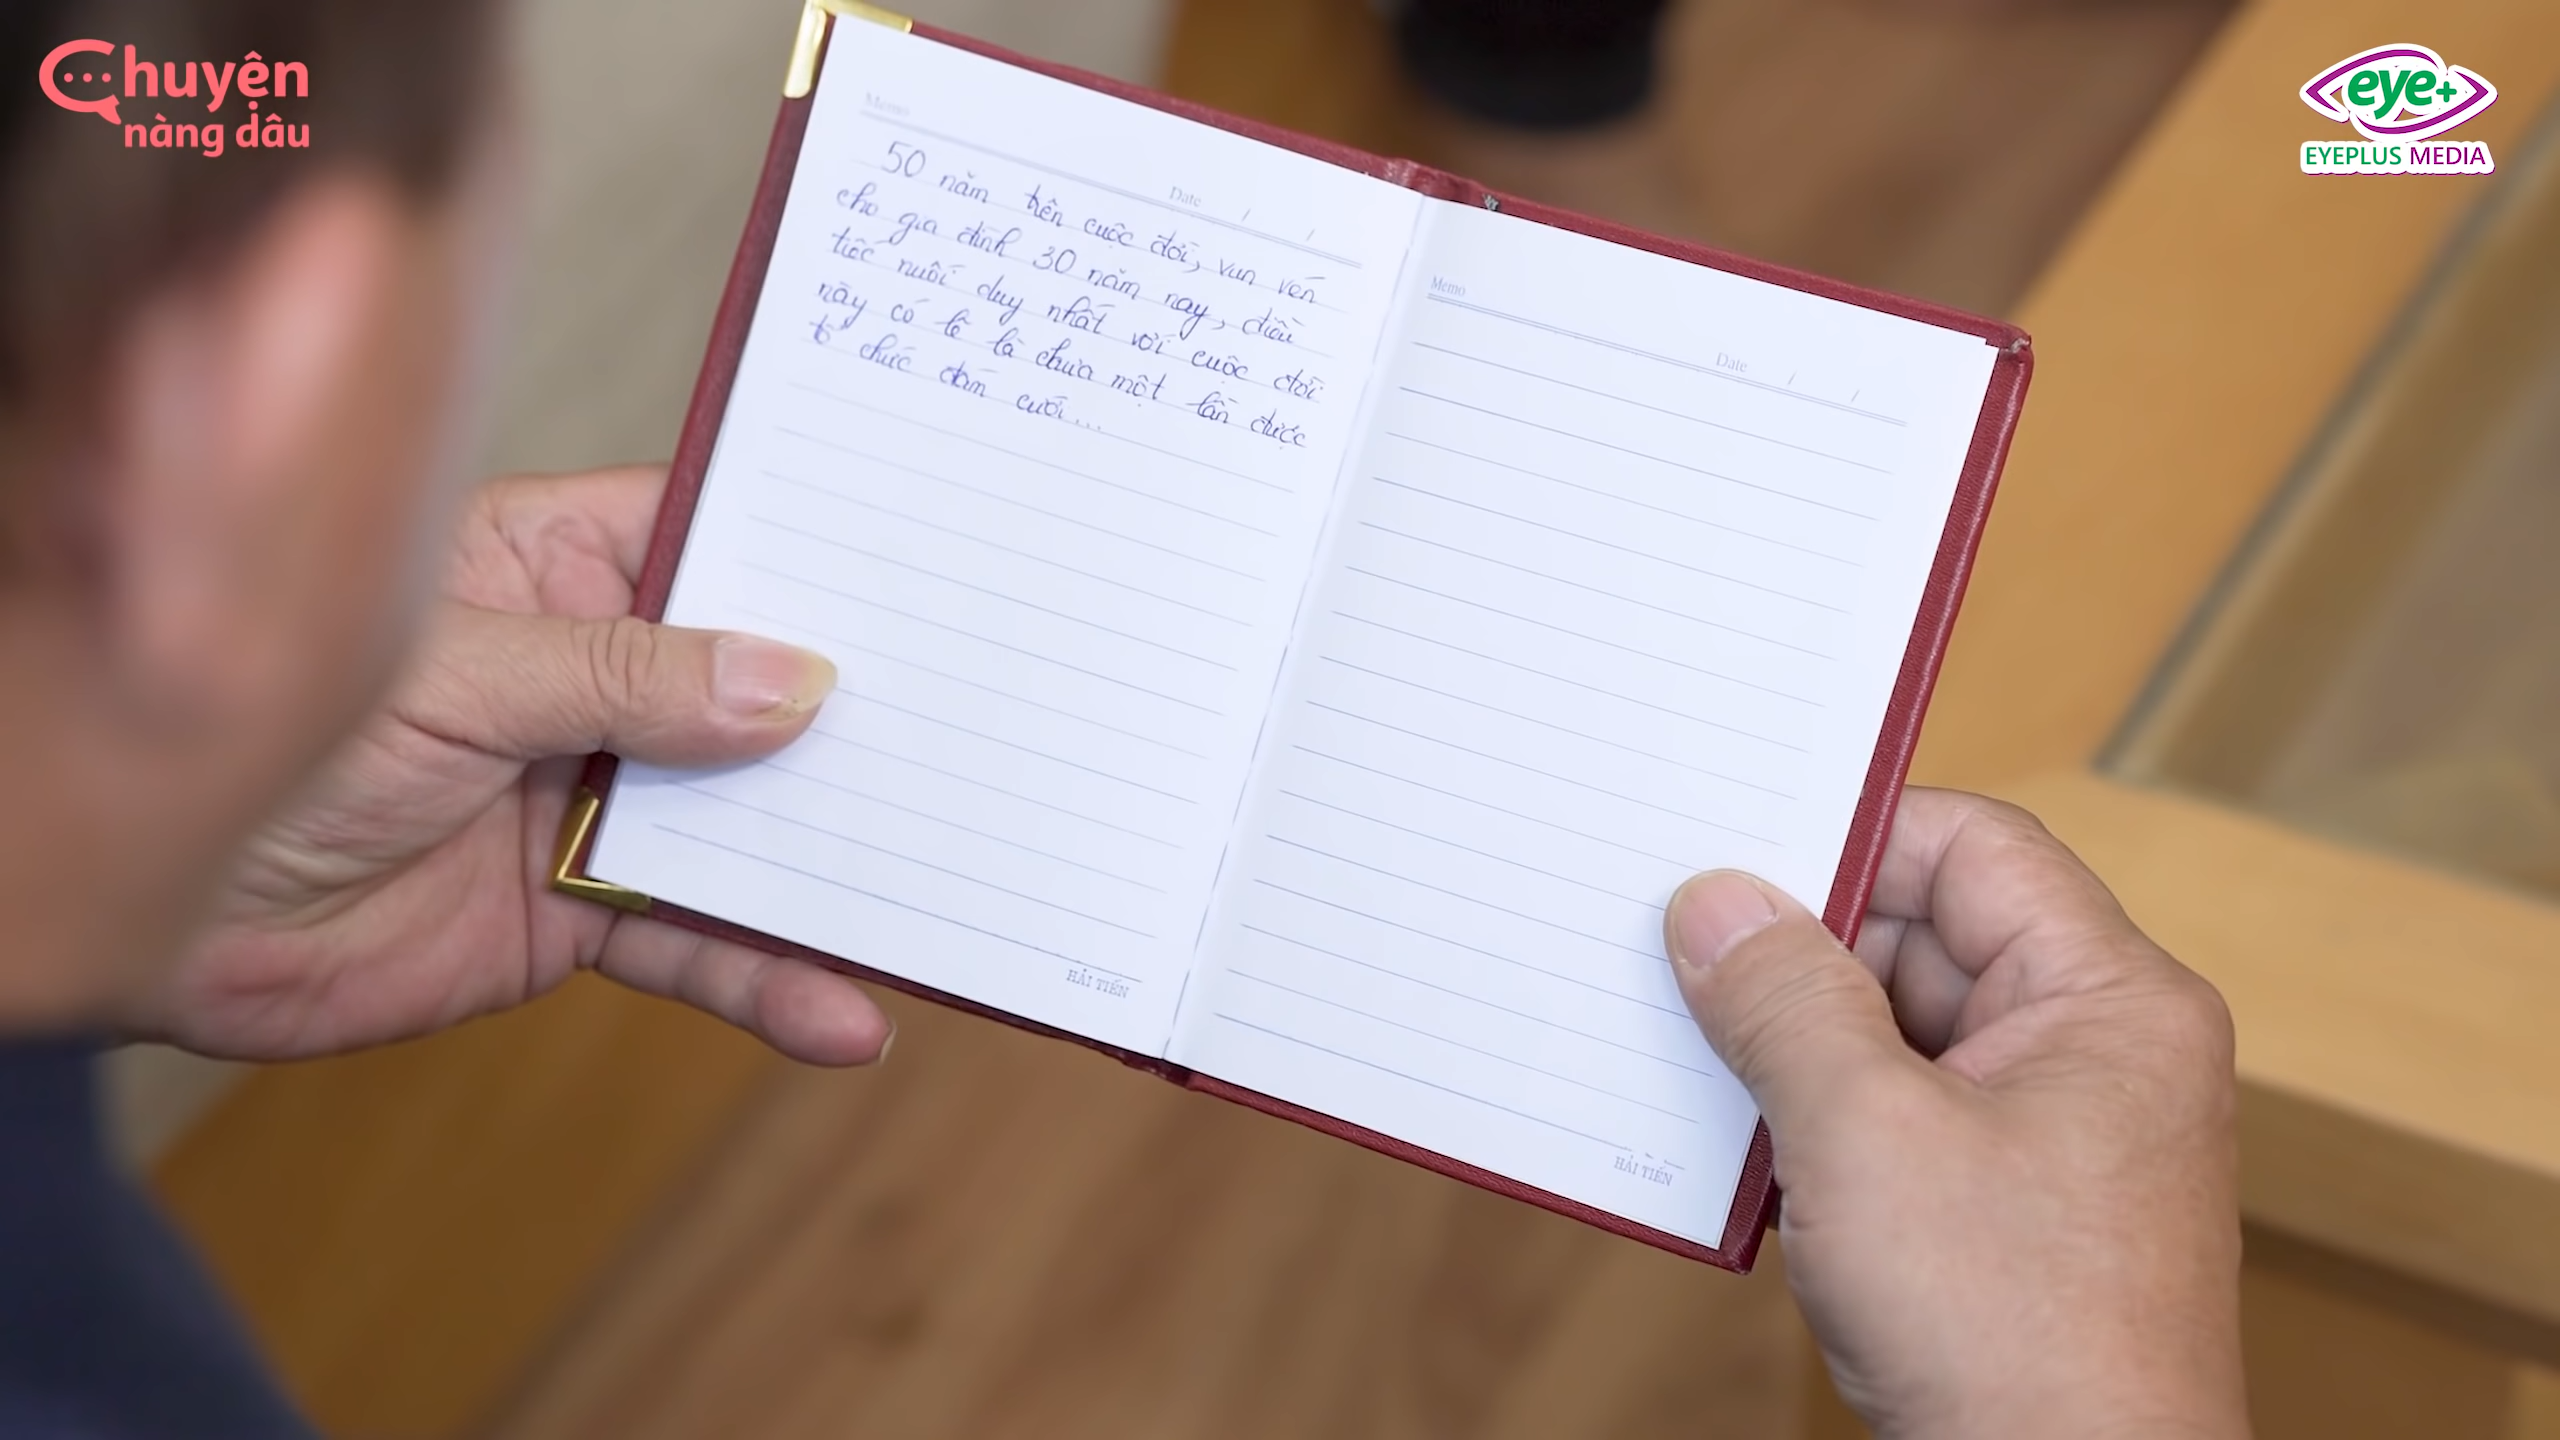 Chuyện
nàng dâu
eye+
EYEPLUS MEDIA
Memo
Date / /
50 năm trên cuộc đời, vun vén
cho gia đình 30 năm nay, điều
tiếc nuối duy nhất với cuộc đời
này có lẽ là chưa một lần được
tổ chức đám cưới...
HẢI TIẾN
Memo
Date / /
HẢI TIẾN